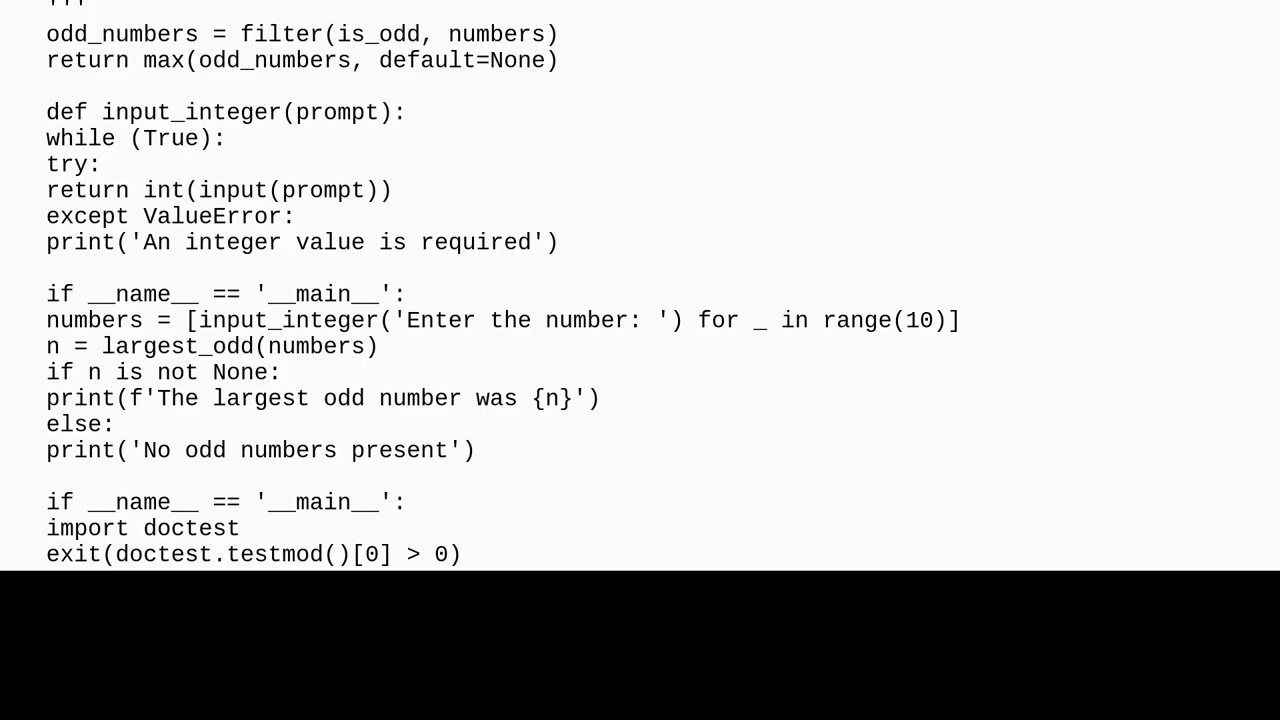 '''
odd_numbers = filter(is_odd, numbers)
return max(odd_numbers, default=None)
def input_integer(prompt):
while (True):
try:
return int(input(prompt))
except ValueError:
print('An integer value is required')
if __name__ == '__main__':
numbers = [input_integer('Enter the number: ') for _ in range(10)]
n = largest_odd(numbers)
if n is not None:
print(f'The largest odd number was {n}')
else:
print('No odd numbers present')
if __name__ == '__main__':
import doctest
exit(doctest.testmod()[0] > 0)